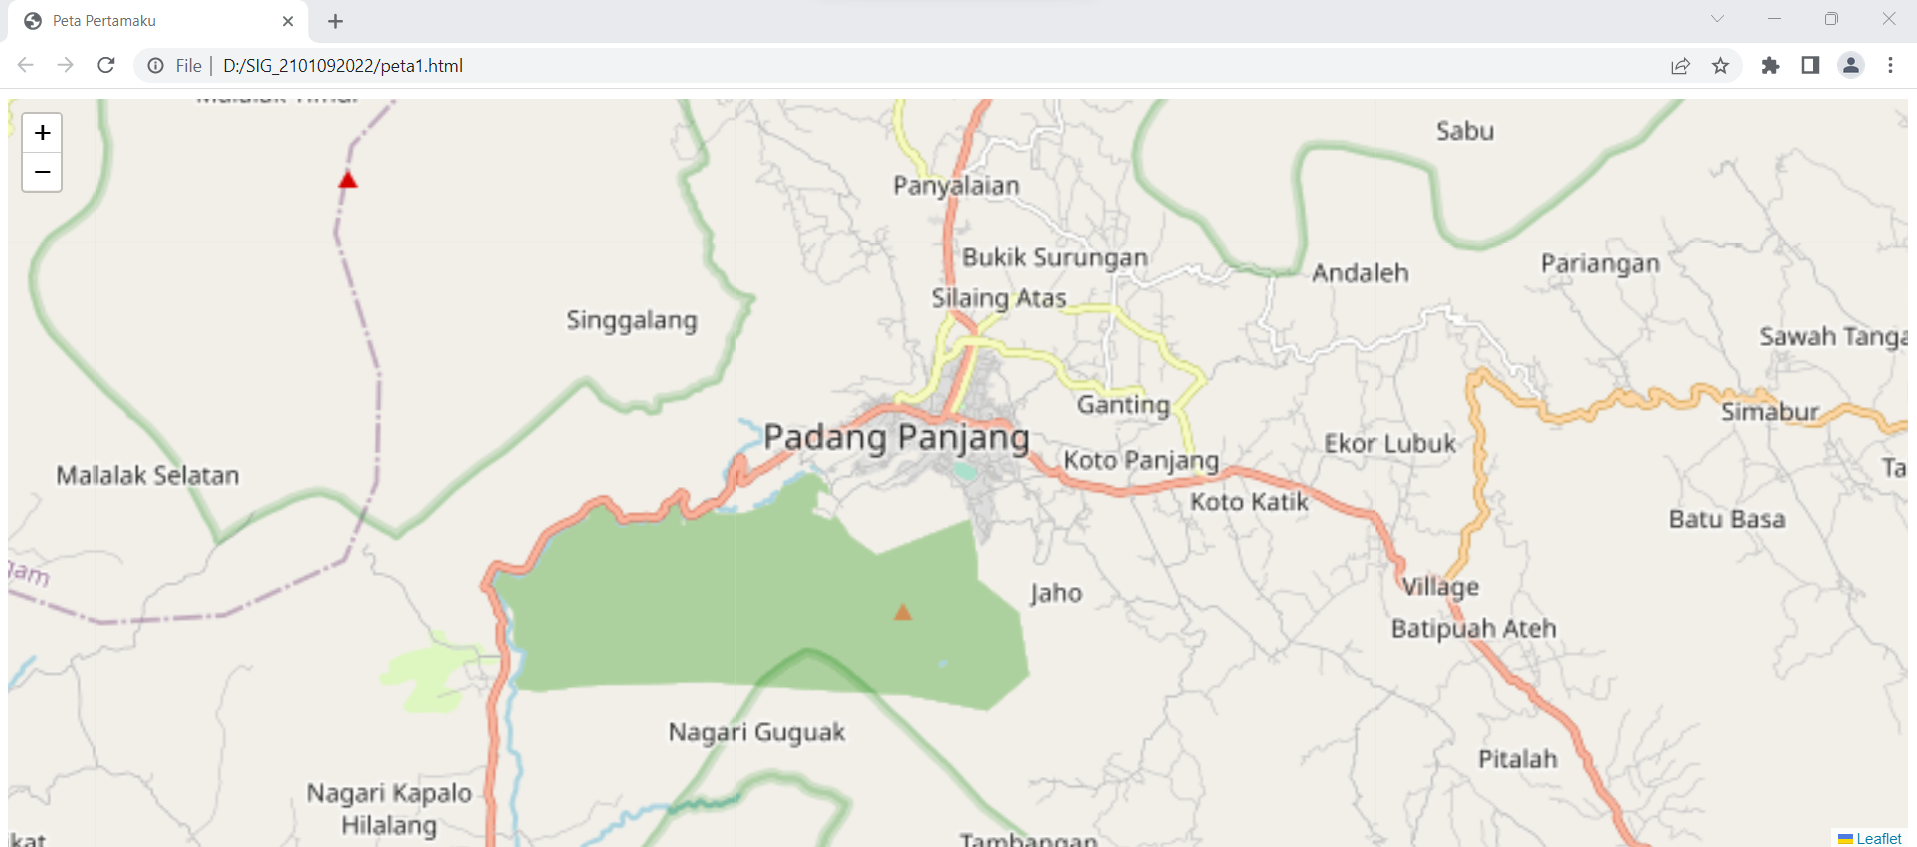 Peta Pertamaku
File | D:/SIG_2101092022/peta1.html
+
−
Sabu
Panyalaian
Bukik Surungan
Andaleh
Pariangan
Silaing Atas
Singgalang
Sawah Tanga
Ganting
Simabur
Padang Panjang
Ekor Lubuk
Koto Panjang
Malalak Selatan
Ta
Koto Katik
Batu Basa
gam
Village
Jaho
Batipuah Ateh
Nagari Guguak
Pitalah
Nagari Kapalo
Hilalang
Tambangan
kat
Leaflet